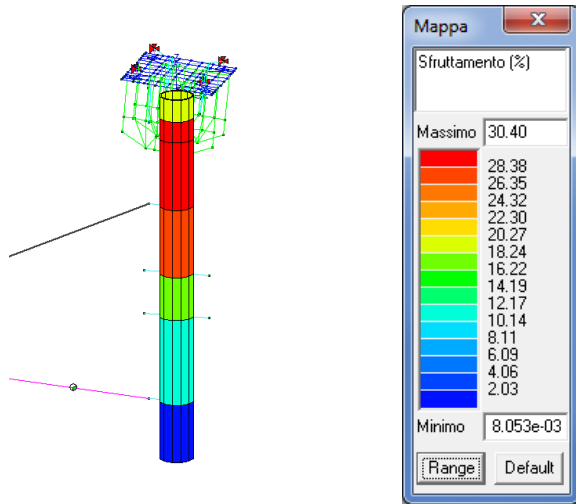 Mappa
Sfruttamento (%)
Massimo 30.40
28.38
26.35
24.32
22.30
20.27
18.24
16.22
14.19
12.17
10.14
8.11
6.09
4.06
2.03
Minimo 8.053e-03
Range Default